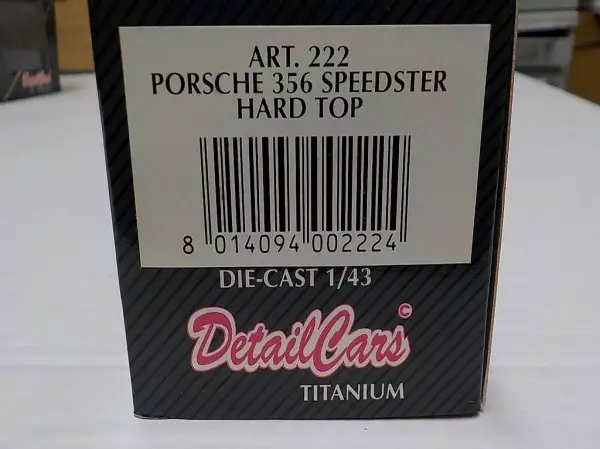 ART. 222
PORSCHE 356 SPEEDSTER
HARD TOP
8 014094 002224
DIE-CAST 1/43
DetailCars ©
TITANIUM